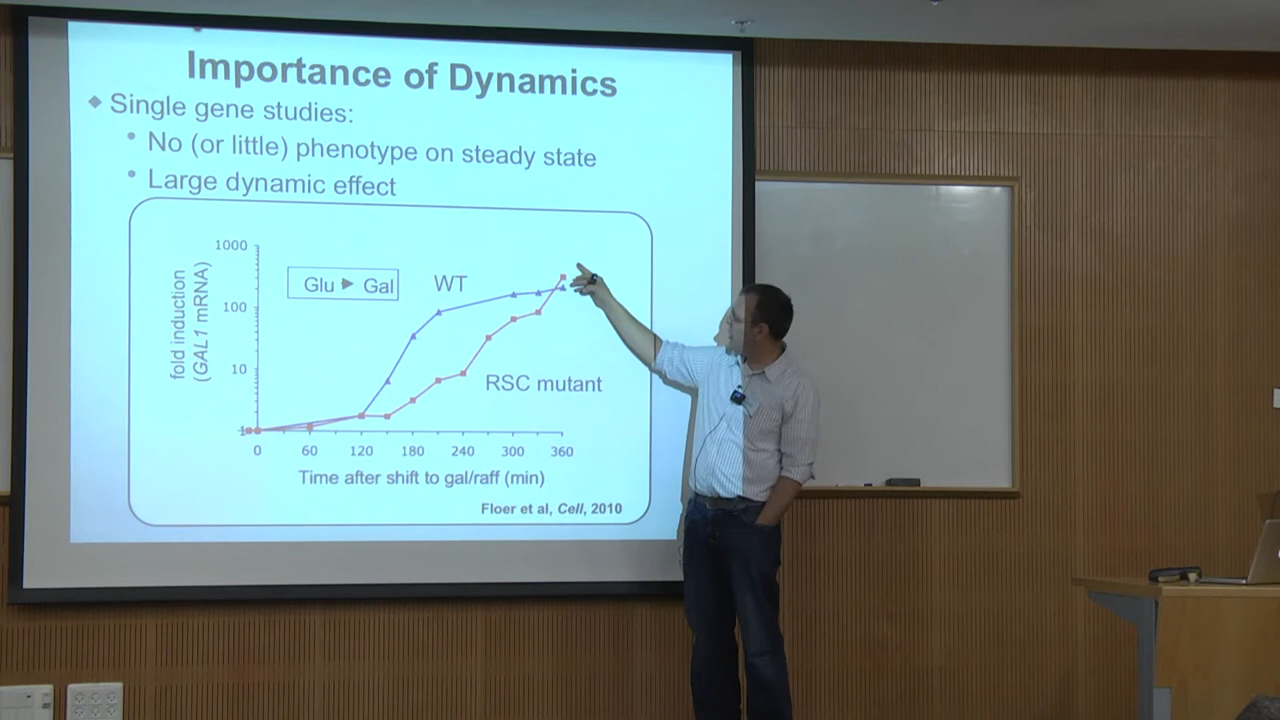 Importance of Dynamics
❖ Single gene studies:
• No (or little) phenotype on steady state
• Large dynamic effect
1000
100
10
1
fold induction
(GAL1 mRNA)
Glu ► Gal
WT
RSC mutant
0 60 120 180 240 300 360
Time after shift to gal/raff (min)
Floer et al, Cell, 2010